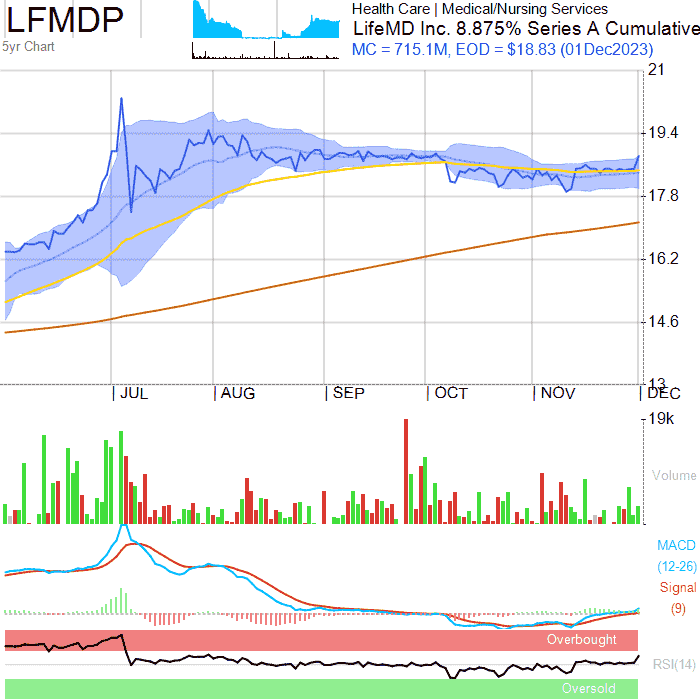 LFMDP
5yr Chart
Health Care | Medical/Nursing Services
LifeMD Inc. 8.875% Series A Cumulative
MC = 715.1M, EOD = $18.83 (01Dec2023)
21
19.4
17.8
16.2
14.6
13
JUL AUG SEP OCT NOV DEC
19k
Volume
MACD
(12-26)
Signal
(9)
Overbought
RSI(14)
Oversold